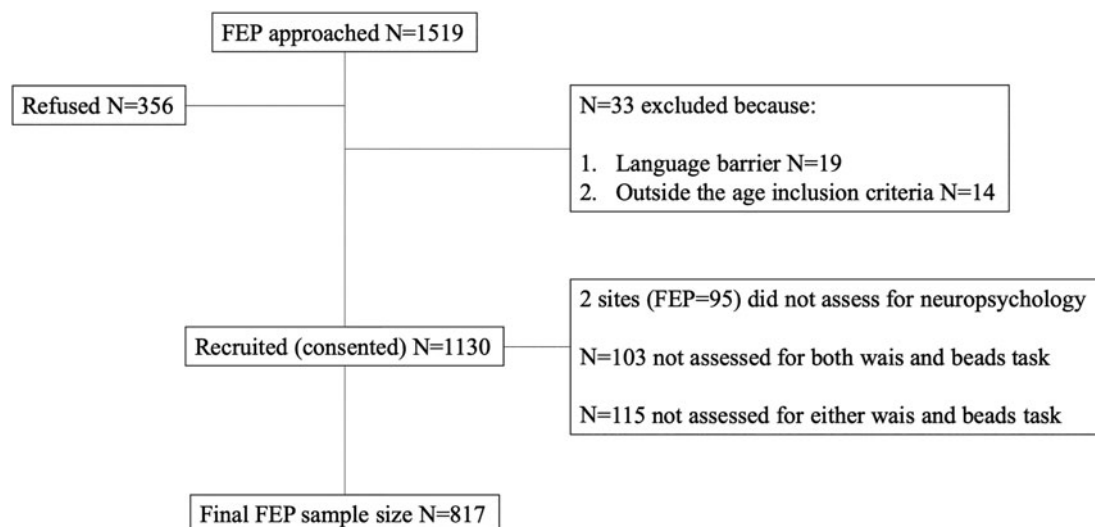 FEP approached N=1519
Refused N=356
N=33 excluded because:
1. Language barrier N=19
2. Outside the age inclusion criteria N=14
2 sites (FEP=95) did not assess for neuropsychology
Recruited (consented) N=1130
N=103 not assessed for both wais and beads task
N=115 not assessed for either wais and beads task
Final FEP sample size N=817